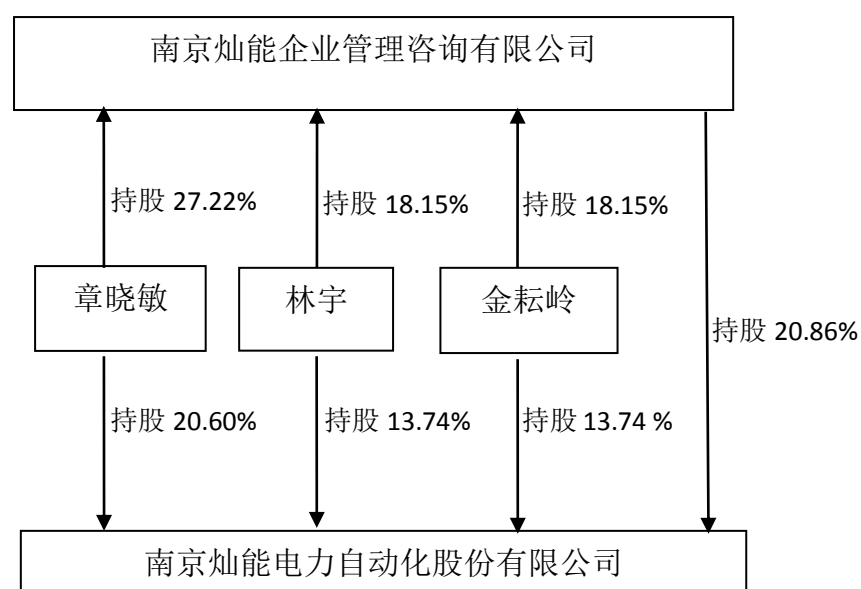 南京灿能企业管理咨询有限公司
持股 27.22%
持股 18.15%
持股 18.15%
章晓敏
林宇
金耘岭
持股 20.86%
持股 20.60%
持股 13.74%
持股 13.74 %
南京灿能电力自动化股份有限公司